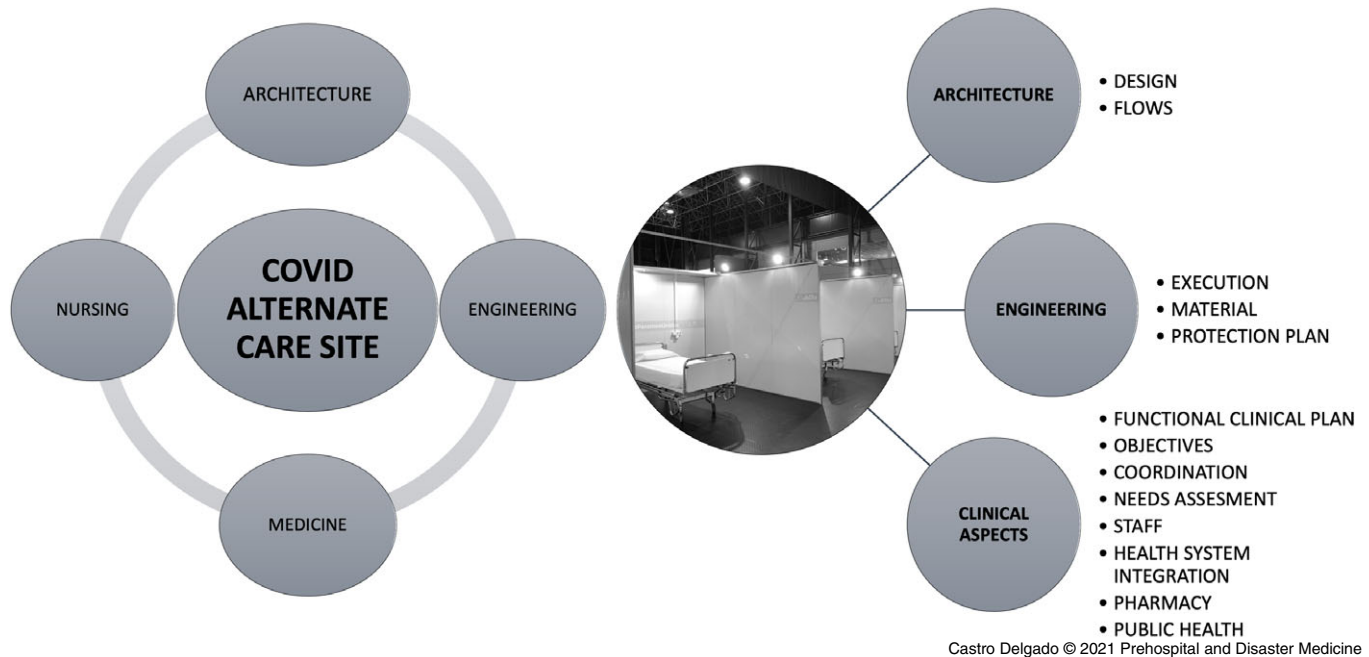 ARCHITECTURE
NURSING
COVID
ALTERNATE
CARE SITE
ENGINEERING
MEDICINE
ARCHITECTURE
• DESIGN
• FLOWS
ENGINEERING
• EXECUTION
• MATERIAL
• PROTECTION PLAN
CLINICAL
ASPECTS
• FUNCTIONAL CLINICAL PLAN
• OBJECTIVES
• COORDINATION
• NEEDS ASSESMENT
• STAFF
• HEALTH SYSTEM
INTEGRATION
• PHARMACY
• PUBLIC HEALTH
Castro Delgado © 2021 Prehospital and Disaster Medicine